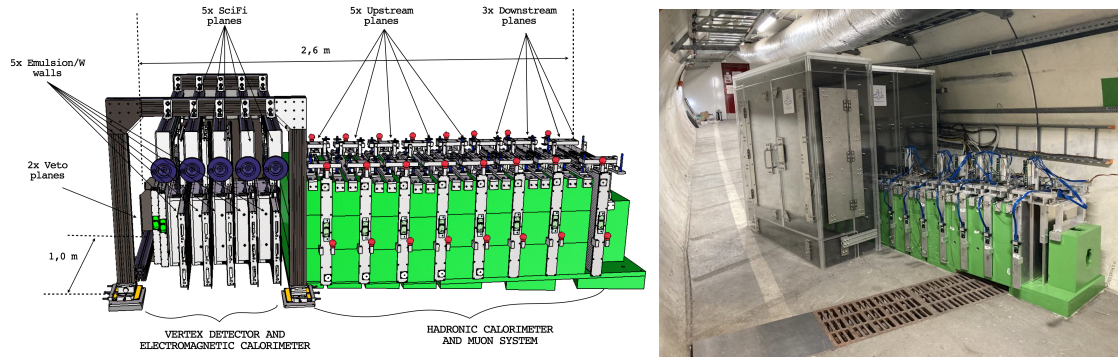 5x SciFi
planes
5x Upstream
planes
3x Downstream
planes
2,6 m
5x Emulsion/W
walls
2x Veto
planes
1,0 m
VERTEX DETECTOR AND
ELECTROMAGNETIC CALORIMETER
HADRONIC CALORIMETER
AND MUON SYSTEM